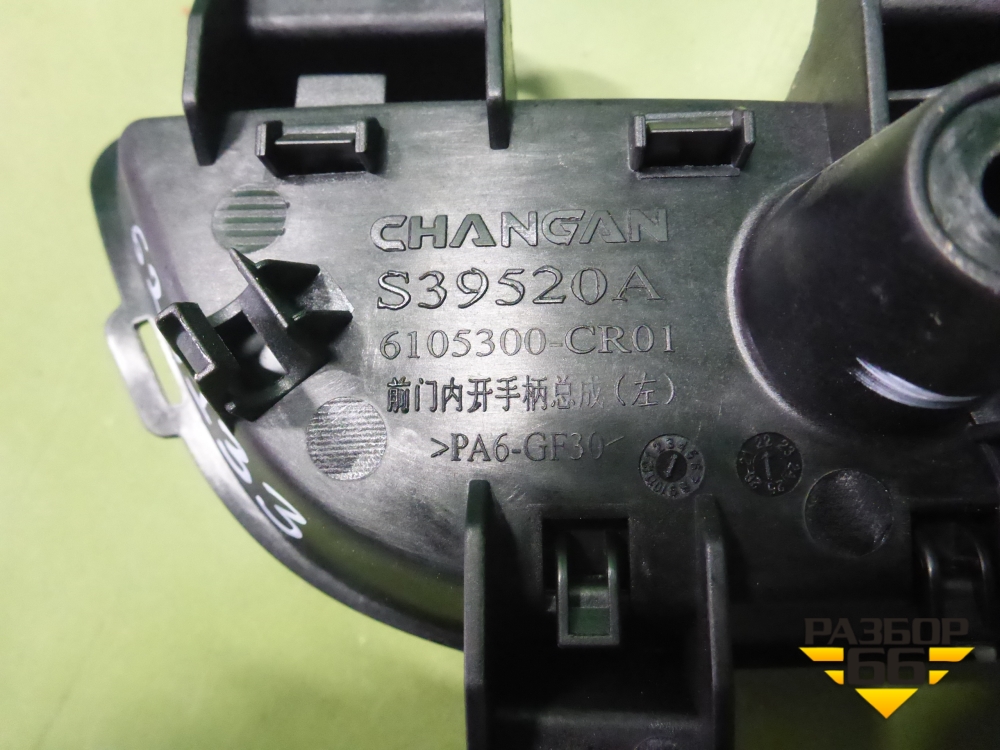 CHANGAN
S39520A
6105300-CR01
前门内开手柄总成(左)
>PA6-GF30<
РАЗБОР
66